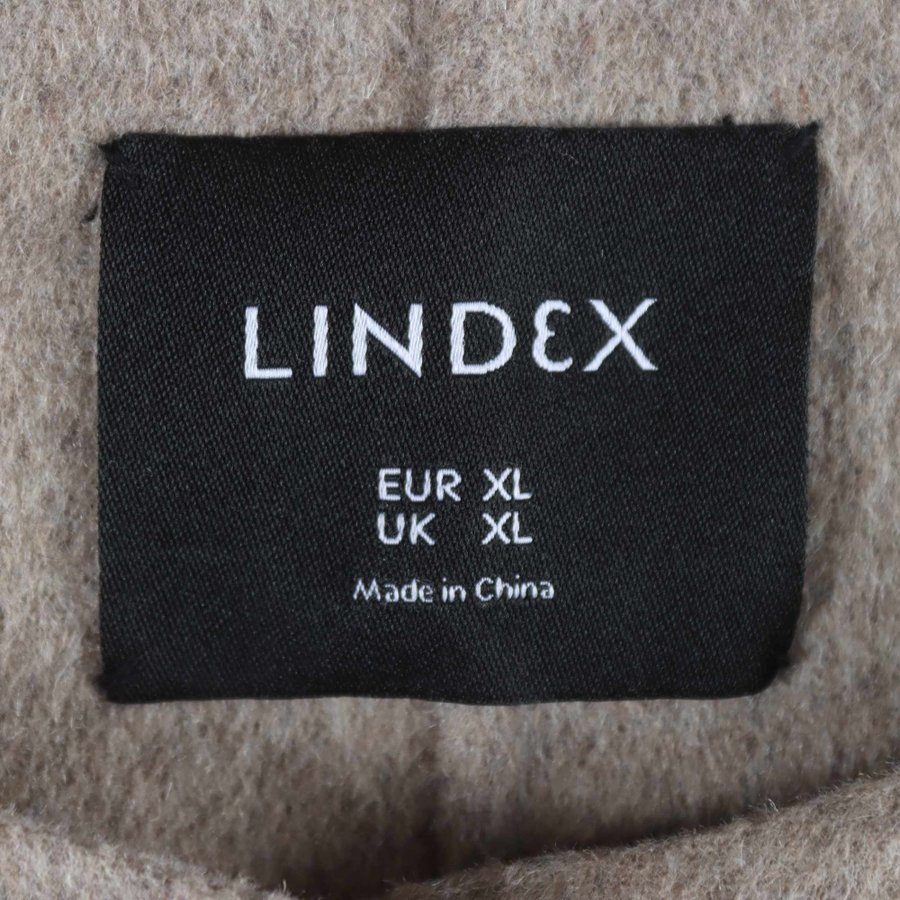 LINDEX
EUR XL
UK XL
Made in China